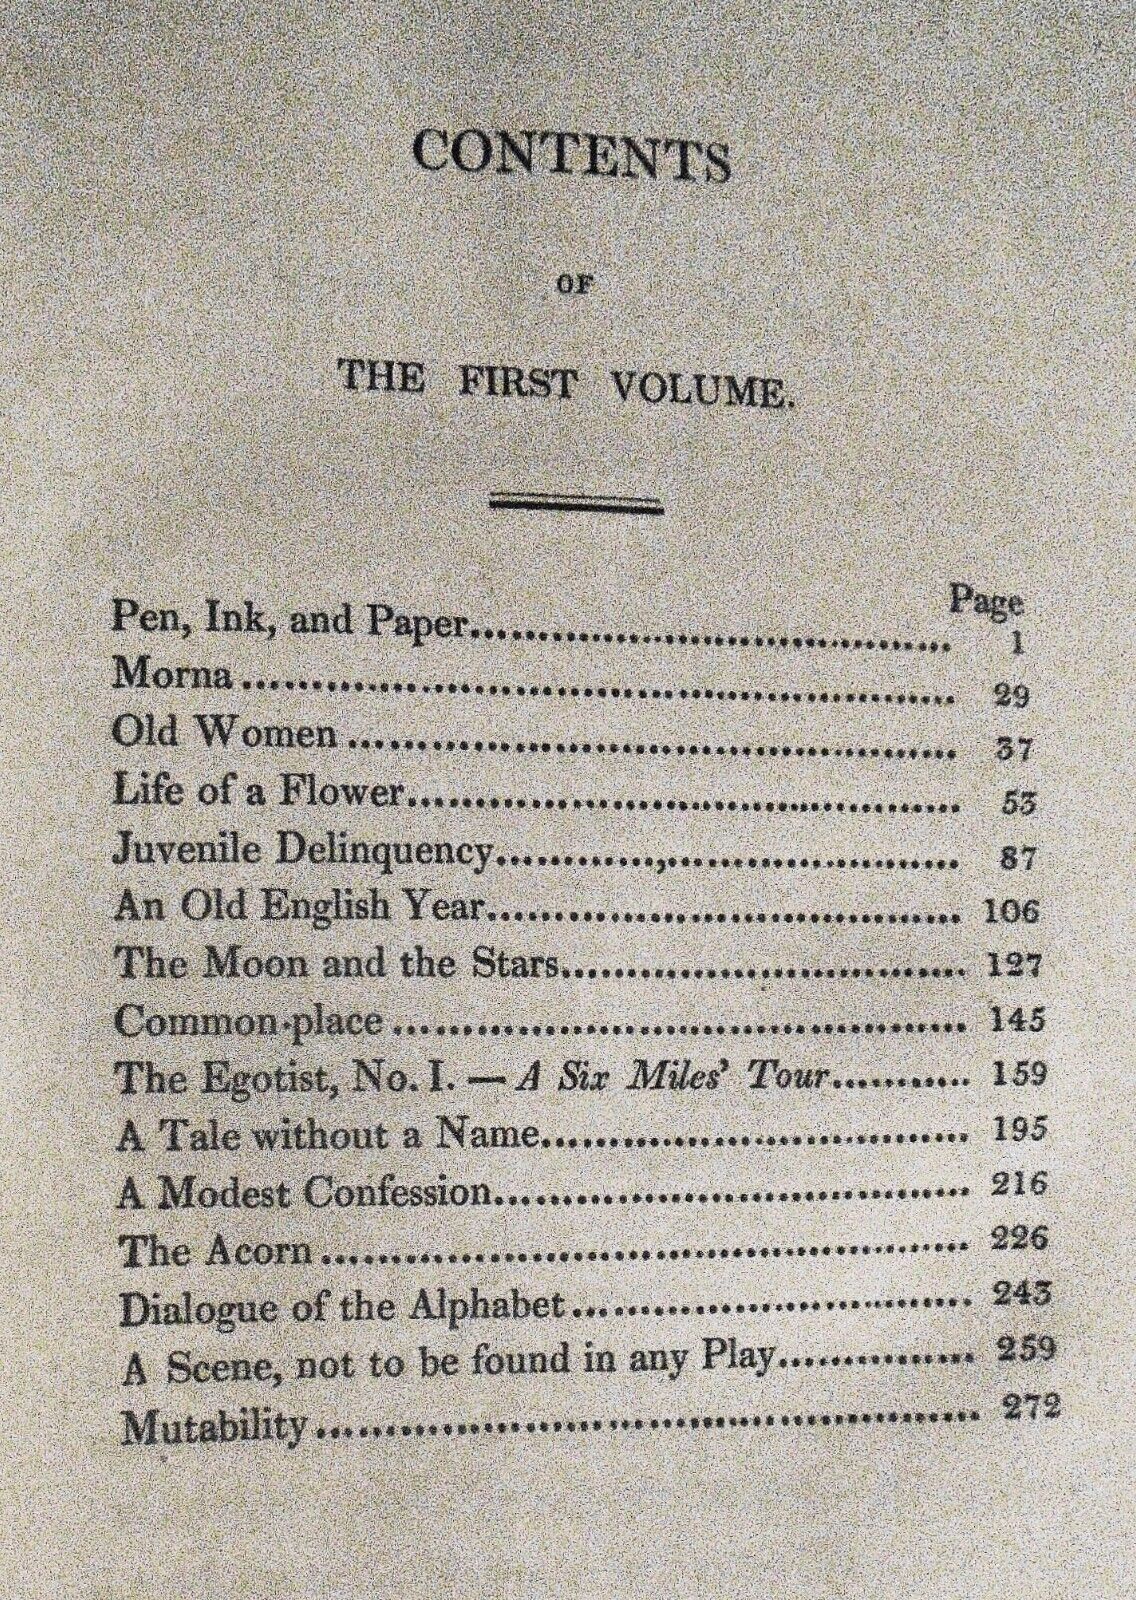 CONTENTS
OF
THE FIRST VOLUME.
Page
Pen, Ink, and Paper........................................ 1
Morna........................................................ 29
Old Women................................................ 37
Life of a Flower........................................... 53
Juvenile Delinquency............,..................... 87
An Old English Year.................................. 106
The Moon and the Stars............................. 127
Common-place.......................................... 145
The Egotist, No. I. — A Six Miles' Tour........... 159
A Tale without a Name............................... 195
A Modest Confession.................................. 216
The Acorn............................................... 226
Dialogue of the Alphabet............................. 243
A Scene, not to be found in any Play............... 259
Mutability................................................ 272